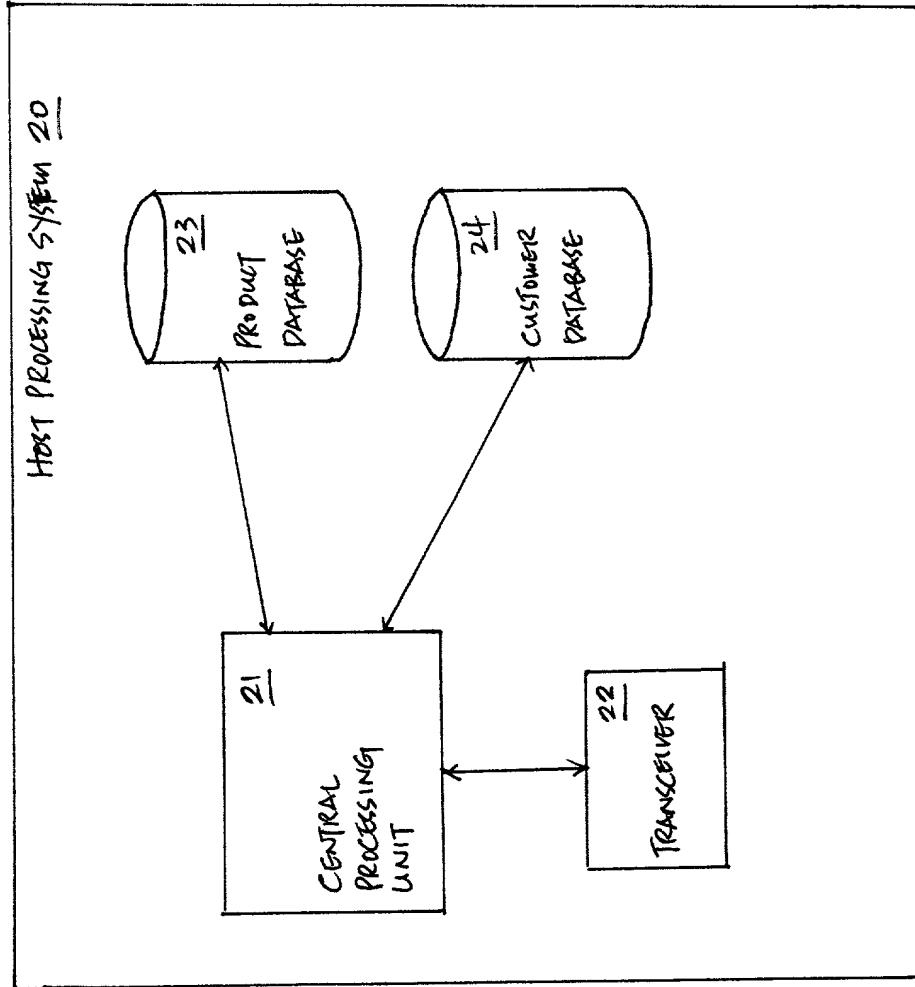 HOST PROCESSING SYSTEM 20
21
CENTRAL
PROCESSING
UNIT
23
PRODUCT
DATABASE
22
TRANSCEIVER
24
CUSTOMER
DATABASE